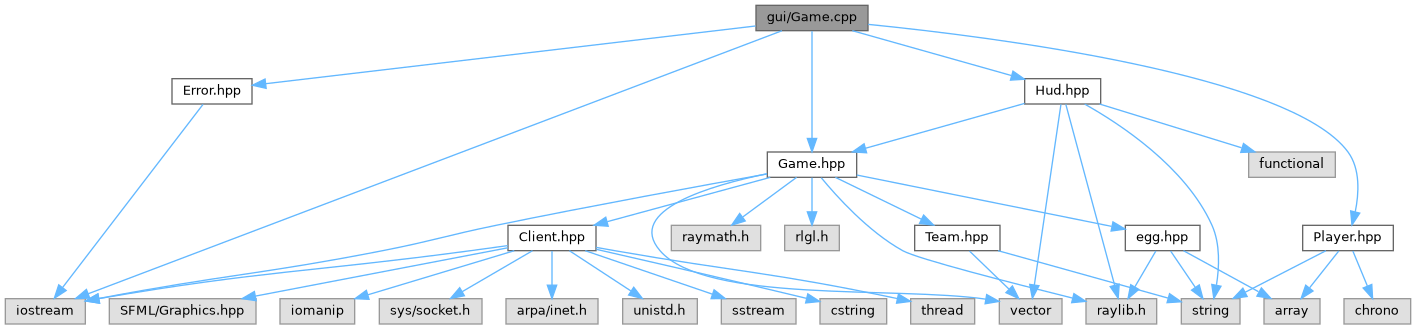 gui/Game.cpp
Error.hpp
Hud.hpp
Game.hpp
functional
Client.hpp
raymath.h
rlgl.h
Team.hpp
egg.hpp
Player.hpp
iostream
SFML/Graphics.hpp
iomanip
sys/socket.h
arpa/inet.h
unistd.h
sstream
cstring
thread
vector
raylib.h
string
array
chrono